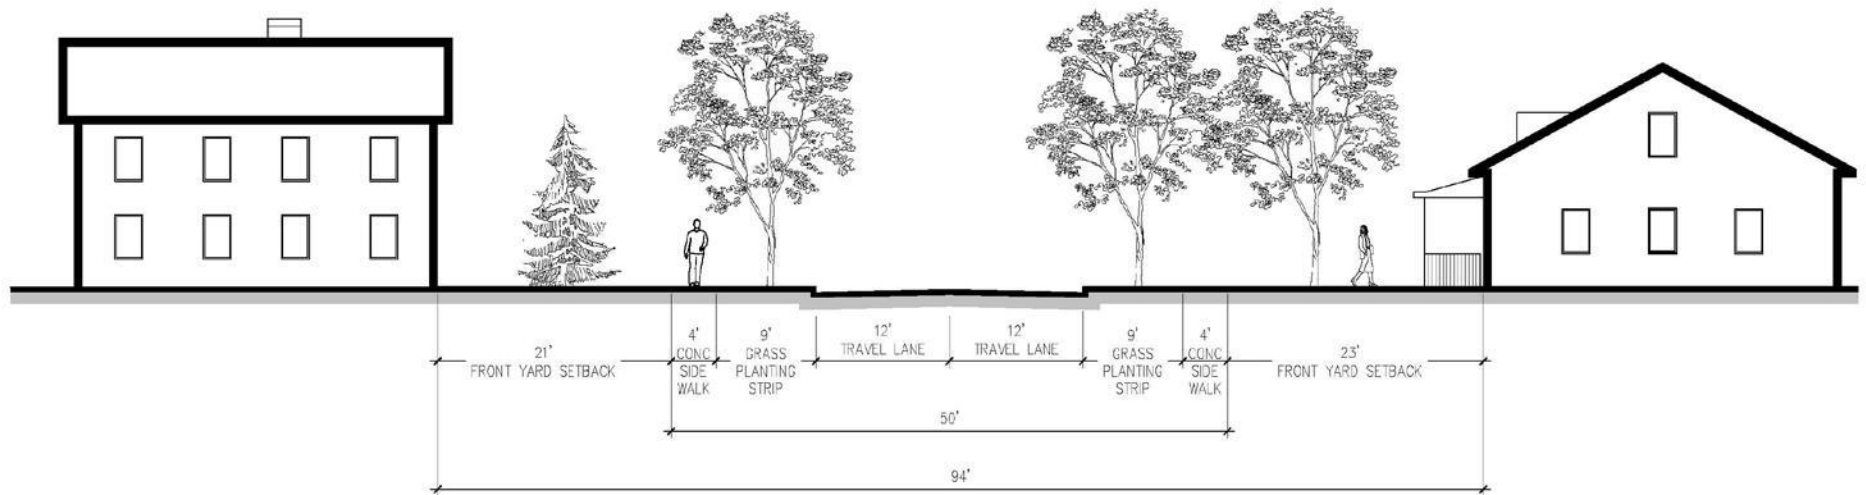 21'
FRONT YARD SETBACK
4'
CONC
SIDE
WALK
9'
GRASS
PLANTING
STRIP
12'
TRAVEL LANE
12'
TRAVEL LANE
9'
GRASS
PLANTING
STRIP
4'
CONC
SIDE
WALK
23'
FRONT YARD SETBACK
50'
94'